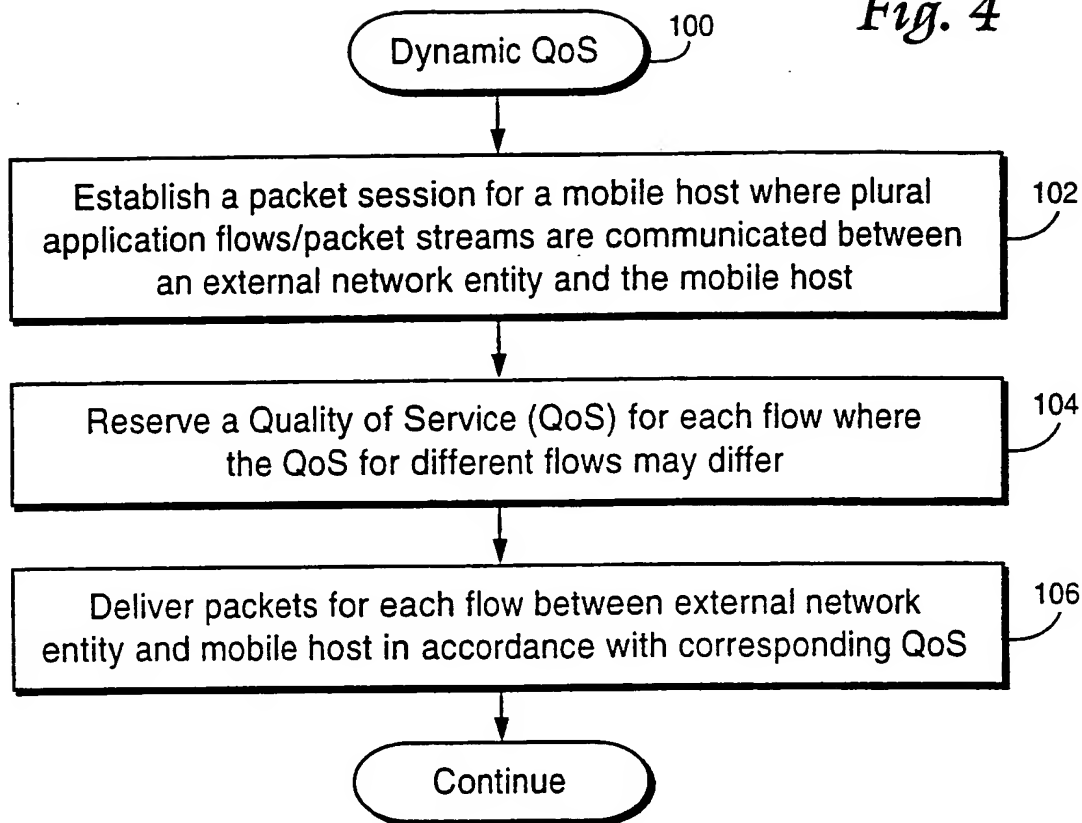 Fig. 4
Dynamic QoS
100
Establish a packet session for a mobile host where plural
application flows/packet streams are communicated between
an external network entity and the mobile host
102
Reserve a Quality of Service (QoS) for each flow where
the QoS for different flows may differ
104
Deliver packets for each flow between external network
entity and mobile host in accordance with corresponding QoS
106
Continue